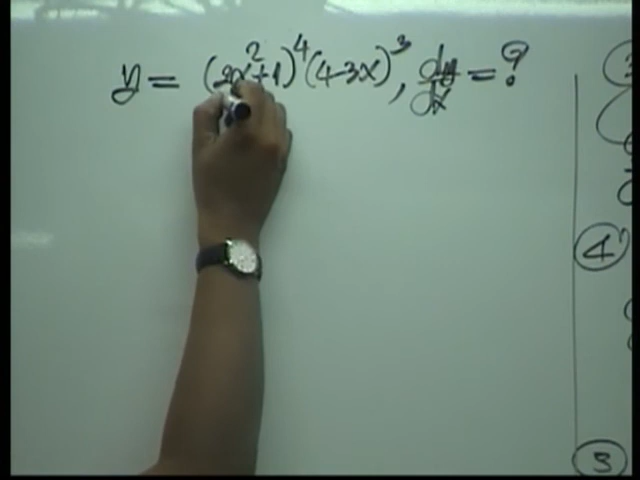 y = (2x²+1)⁴(4-3x)³, dy/dx = ?
4
5